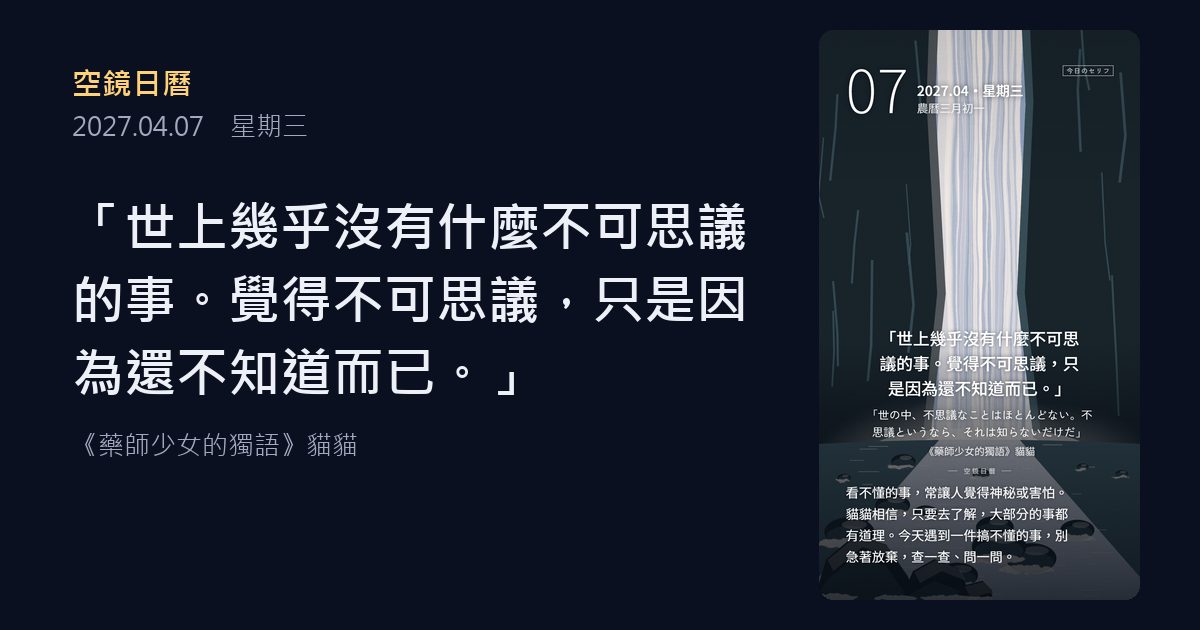 空鏡日曆
2027.04.07 星期三
「世上幾乎沒有什麼不可思議
的事。覺得不可思議，只是因
為還不知道而已。」
《藥師少女的獨語》貓貓
07
2027.04・星期三
農曆三月初一
今日のセリフ
「世上幾乎沒有什麼不可思
議的事。覺得不可思議，只
是因為還不知道而已。」
「世の中、不思議なことはほとんどない。不
思議というなら、それは知らないだけだ」
《藥師少女的獨語》貓貓
— 空鏡日曆 —
看不懂的事，常讓人覺得神秘或害怕。
貓貓相信，只要去了解，大部分的事都
有道理。今天遇到一件搞不懂的事，別
急著放棄，查一查、問一問。